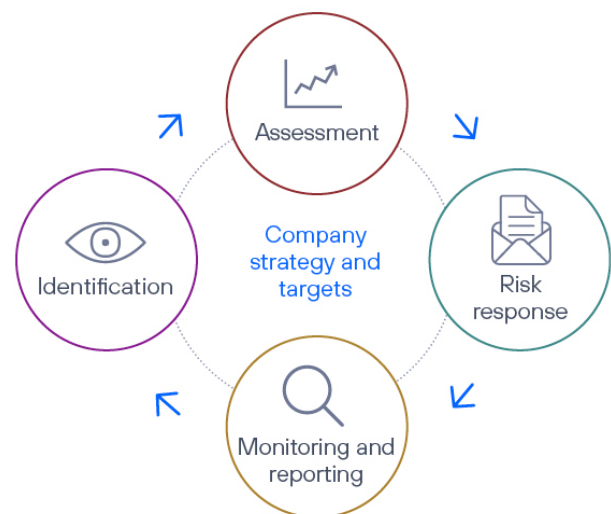 Assessment
Identification
Company
strategy and
targets
Risk
response
Monitoring and
reporting